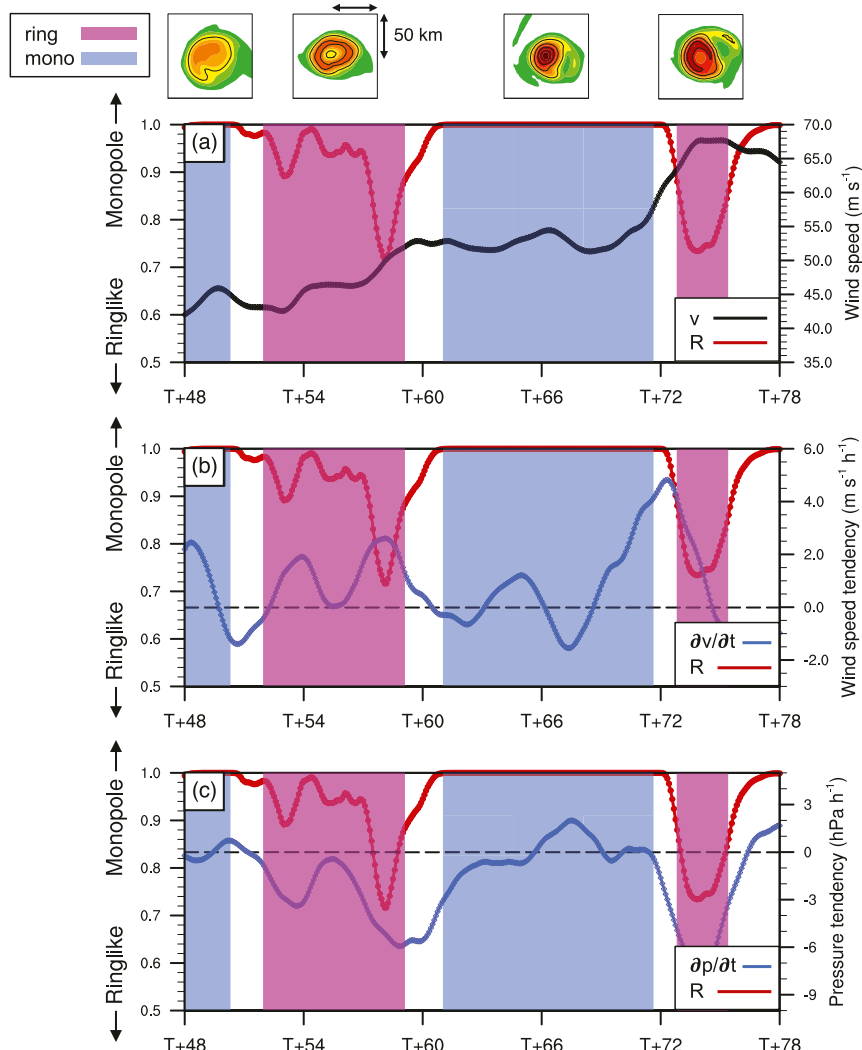 ring
mono
50 km
(a)
Monopole
Ringlike
1.0
0.9
0.8
0.7
0.6
0.5
70.0
65.0
60.0
55.0
50.0
45.0
42.0
38.0
35.0
Wind speed (m s⁻¹)
v
R
T+48
T+54
T+60
T+66
T+72
T+78
(b)
Monopole
Ringlike
1.0
0.9
0.8
0.7
0.6
0.5
6.0
4.0
2.0
0.0
-2.0
Wind speed tendency (m s⁻¹ h⁻¹)
∂v/∂t
R
T+48
T+54
T+60
T+66
T+72
T+78
(c)
Monopole
Ringlike
1.0
0.9
0.8
0.7
0.6
0.5
3
0
-3
-6
-9
Pressure tendency (hPa h⁻¹)
∂p/∂t
R
T+48
T+54
T+60
T+66
T+72
T+78